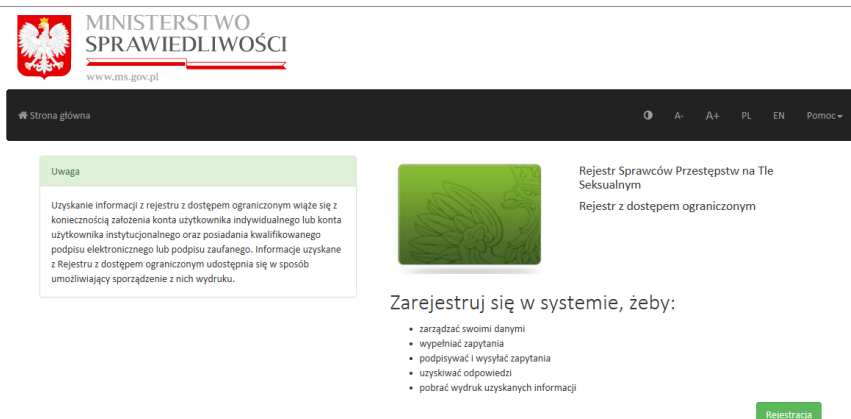 MINISTERSTWO
SPRAWIEDLIWOŚCI
www.ms.gov.pl
Strona główna
A- A+ PL EN Pomoc
Uwaga
Uzyskanie informacji z rejestru z dostępem ograniczonym wiąże się z
koniecznością założenia konta użytkownika indywidualnego lub konta
użytkownika instytucjonalnego oraz posiadania kwalifikowanego
podpisu elektronicznego lub podpisu zaufanego. Informacje uzyskane
z Rejestru z dostępem ograniczonym udostępnia się w sposób
umożliwiający sporządzenie z nich wydruku.
Rejestr Sprawców Przestępstw na Tle
Seksualnym
Rejestr z dostępem ograniczonym
Zarejestruj się w systemie, żeby:
• zarządzać swoimi danymi
• wypełniać zapytania
• podpisywać i wysyłać zapytania
• uzyskiwać odpowiedzi
• pobrać wydruk uzyskanych informacji
Rejestracja